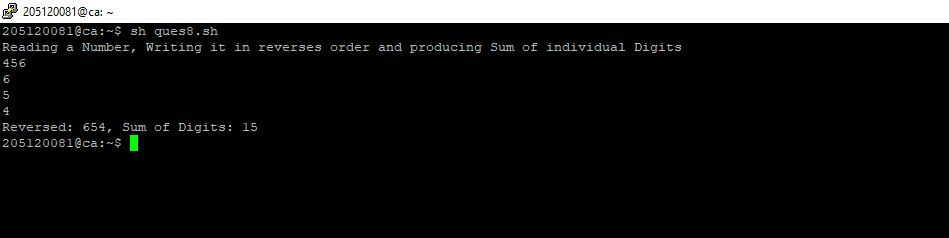 205120081@ca: ~
205120081@ca:~$ sh ques8.sh
Reading a Number, Writing it in reverses order and producing Sum of individual Digits
456
6
5
4
Reversed: 654, Sum of Digits: 15
205120081@ca:~$